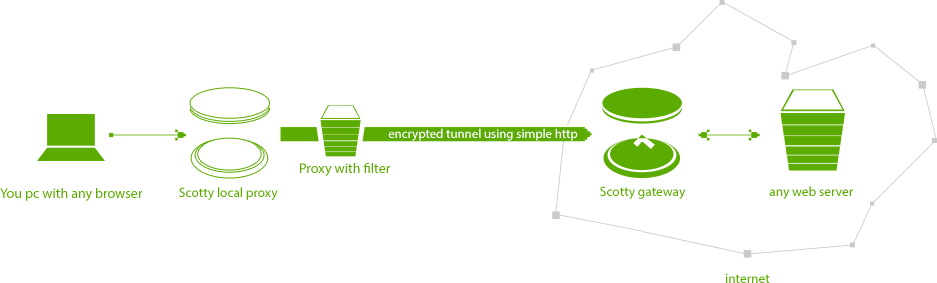 encrypted tunnel using simple http
Proxy with filter
You pc with any browser
Scotty local proxy
Scotty gateway
any web server
internet